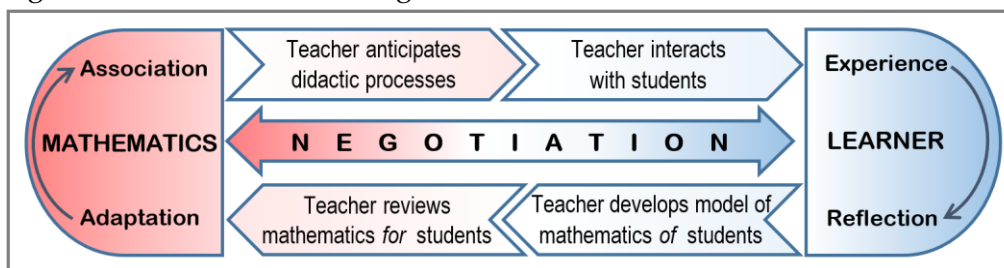 Association
Teacher anticipates
didactic processes
Teacher interacts
with students
Experience
MATHEMATICS
NEGOTIATION
LEARNER
Adaptation
Teacher reviews
mathematics for students
Teacher develops model of
mathematics of students
Reflection